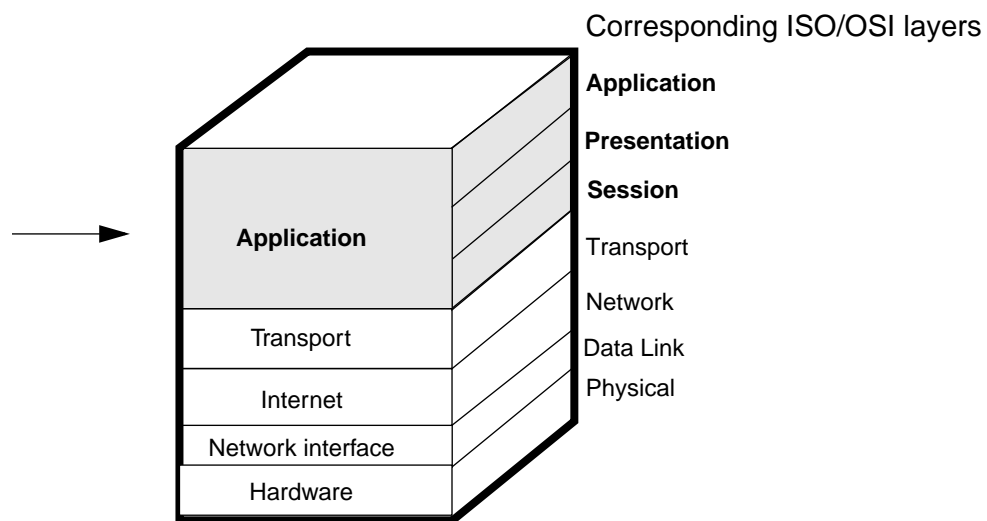 Corresponding ISO/OSI layers
Application
Presentation
Session
Transport
Network
Data Link
Physical
Application
Transport
Internet
Network interface
Hardware